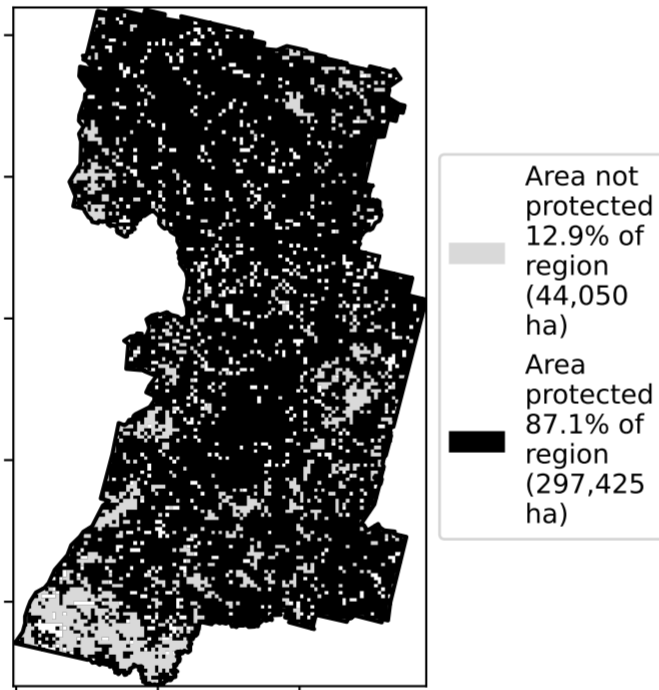 Area not
protected
12.9% of
region
(44,050
ha)
Area
protected
87.1% of
region
(297,425
ha)